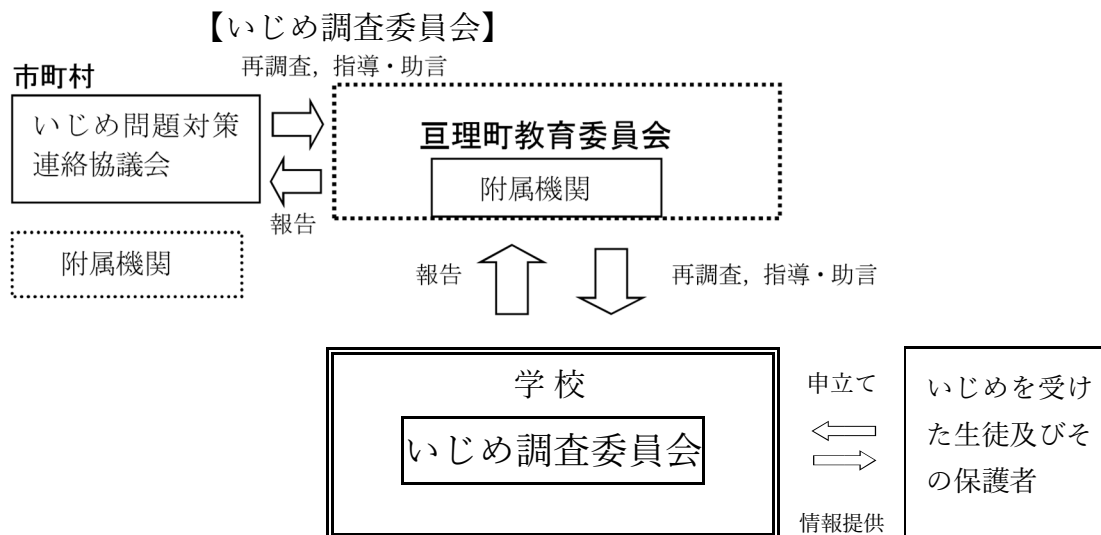 【いじめ調査委員会】
再調査，指導・助言
市町村
いじめ問題対策
連絡協議会
亘理町教育委員会
附属機関
報告
附属機関
報告
再調査，指導・助言
学 校
いじめ調査委員会
申立て
情報提供
いじめを受け
た生徒及びそ
の保護者